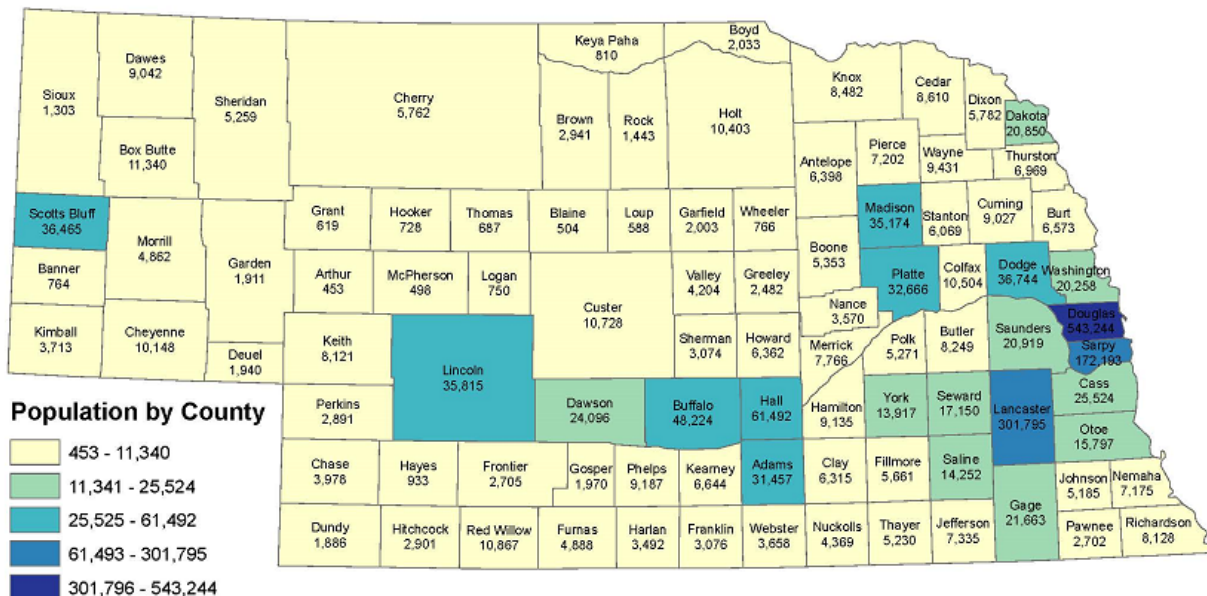 Sioux
1,303
Dawes
9,042
Box Butte
11,340
Sheridan
5,259
Cherry
5,762
Keya Paha
810
Boyd
2,033
Brown
2,941
Rock
1,443
Holt
10,403
Knox
8,482
Cedar
8,610
Dixon
5,782
Dakota
20,850
Antelope
6,398
Pierce
7,202
Wayne
9,431
Thurston
6,969
Scotts Bluff
36,465
Morrill
4,862
Garden
1,911
Banner
764
Kimball
3,713
Cheyenne
10,148
Deuel
1,940
Grant
619
Hooker
728
Thomas
687
Blaine
504
Loup
588
Garfield
2,003
Wheeler
766
Boone
5,353
Madison
35,174
Stanton
6,069
Cuming
9,027
Burt
6,573
Arthur
453
McPherson
498
Logan
750
Custer
10,728
Valley
4,204
Greeley
2,482
Nance
3,570
Platte
32,666
Colfax
10,504
Dodge
36,744
Washington
20,258
Keith
8,121
Lincoln
35,815
Sherman
3,074
Howard
6,362
Merrick
7,766
Polk
5,271
Butler
8,249
Saunders
20,919
Douglas
543,244
Sarpy
172,193
Perkins
2,891
Dawson
24,096
Buffalo
48,224
Hall
61,492
Hamilton
9,135
York
13,917
Seward
17,150
Lancaster
301,795
Cass
25,524
Otoe
15,797
Chase
3,978
Hayes
933
Frontier
2,705
Gosper
1,970
Phelps
9,187
Kearney
6,644
Adams
31,457
Clay
6,315
Fillmore
5,661
Saline
14,252
Gage
21,663
Johnson
5,185
Nemaha
7,175
Dundy
1,886
Hitchcock
2,901
Red Willow
10,867
Furnas
4,888
Harlan
3,492
Franklin
3,076
Webster
3,658
Nuckolls
4,369
Thayer
5,230
Jefferson
7,335
Pawnee
2,702
Richardson
8,128
Population by County
453 - 11,340
11,341 - 25,524
25,525 - 61,492
61,493 - 301,795
301,796 - 543,244